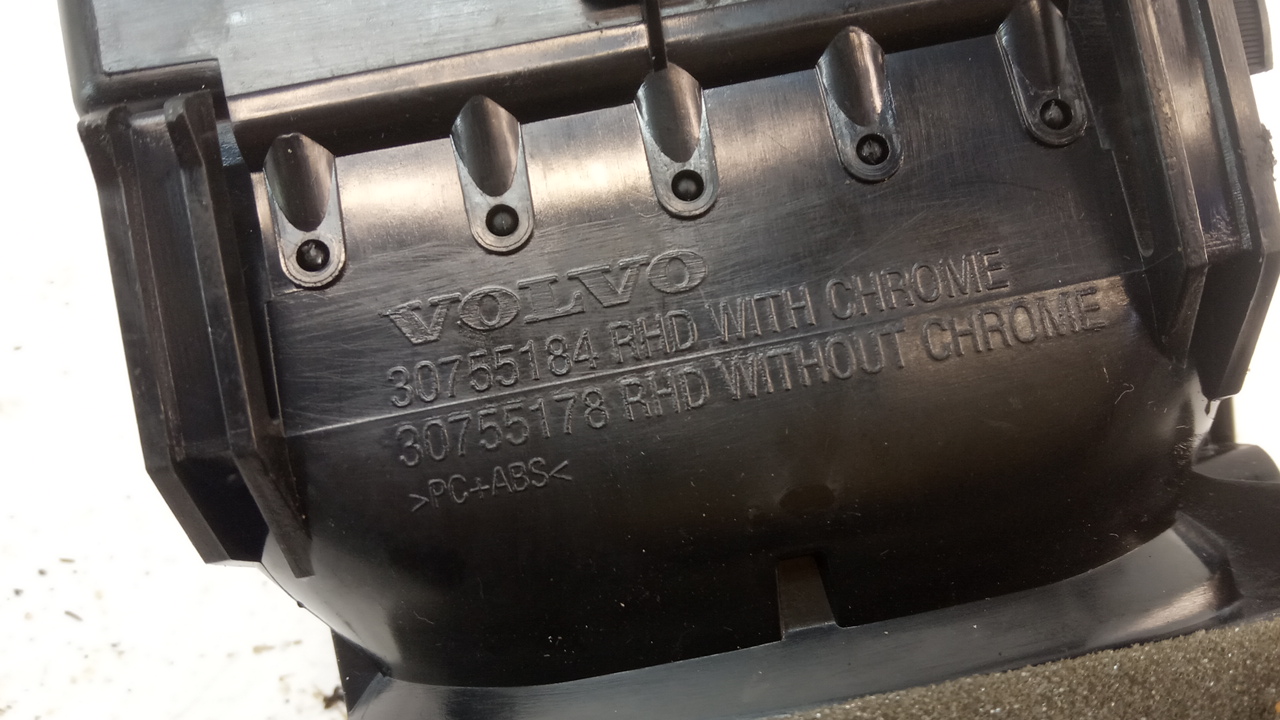 VOLVO
30755184 RHD WITH CHROME
30755178 RHD WITHOUT CHROME
>PC+ABS<